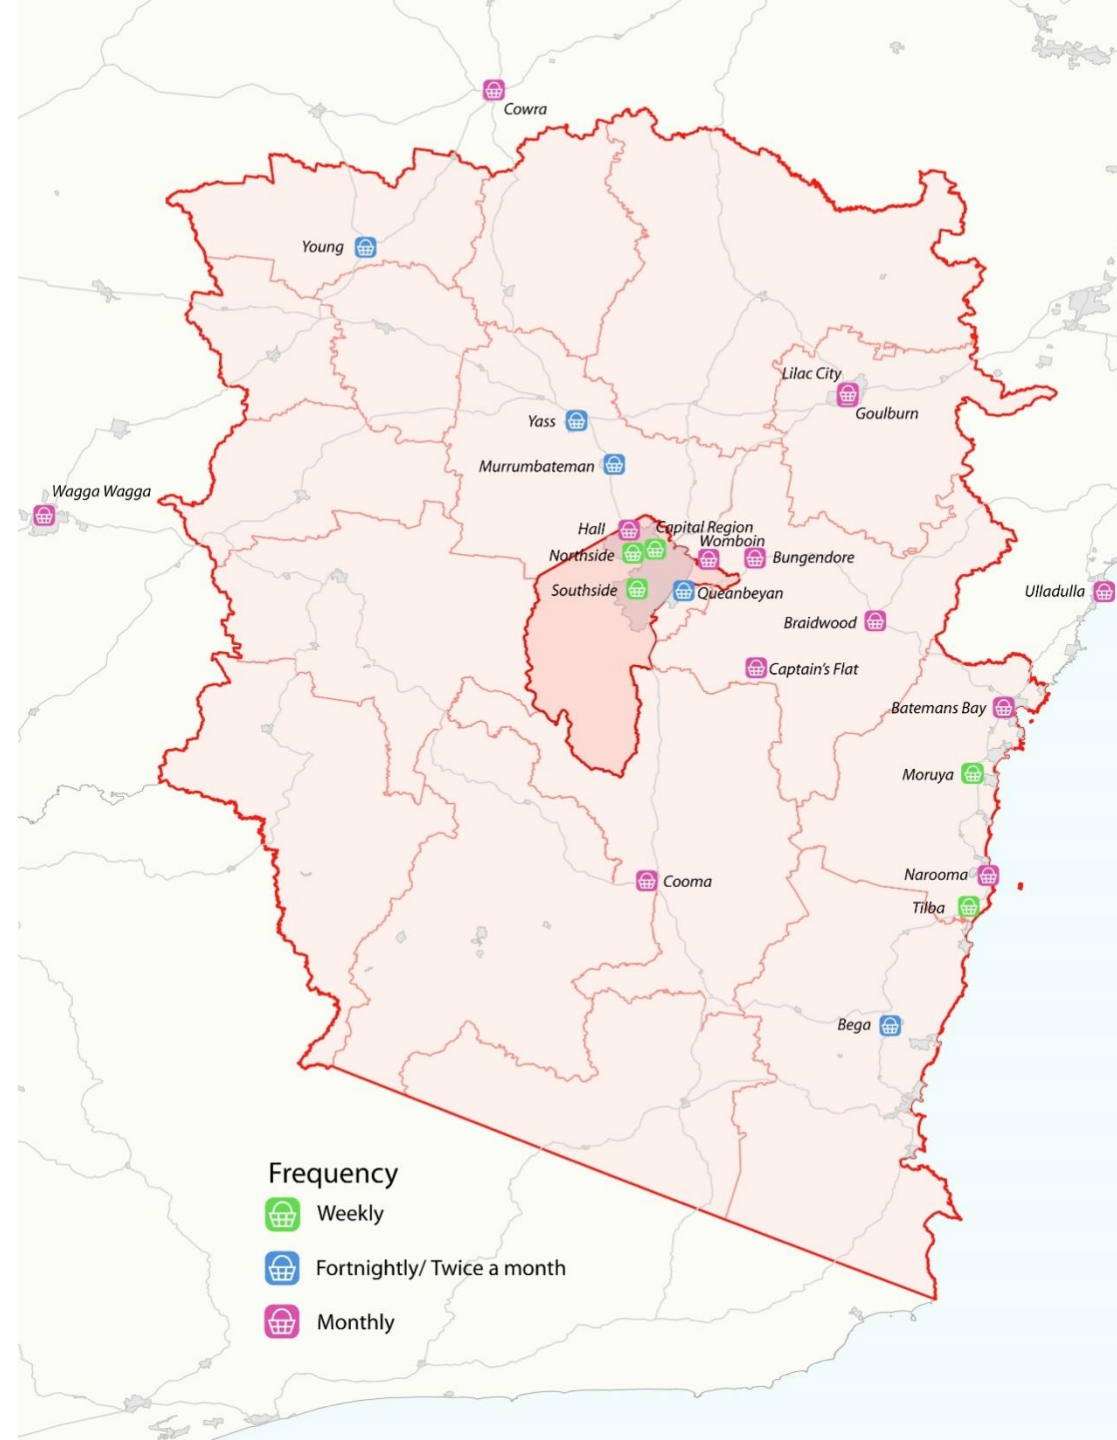 Cowra
Young
Lilac City
Goulburn
Yass
Murrumbateman
Wagga Wagga
Hall
Capital Region
Womboin
Northside
Bungendore
Southside
Queanbeyan
Ulladulla
Braidwood
Captain's Flat
Batemans Bay
Moruya
Narooma
Cooma
Tilba
Bega
Frequency
Weekly
Fortnightly/ Twice a month
Monthly